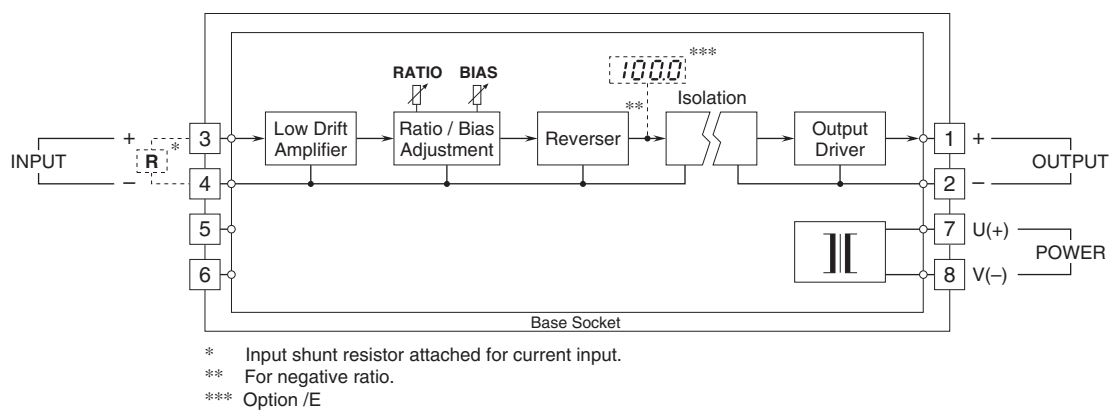 100.0 ***
RATIO BIAS
**
Isolation
INPUT
+
R *
−
3
4
5
6
Low Drift
Amplifier
Ratio / Bias
Adjustment
Reverser
Output
Driver
1 +
2 −
OUTPUT
7 U(+)
8 V(−)
POWER
Base Socket
* Input shunt resistor attached for current input.
** For negative ratio.
*** Option /E